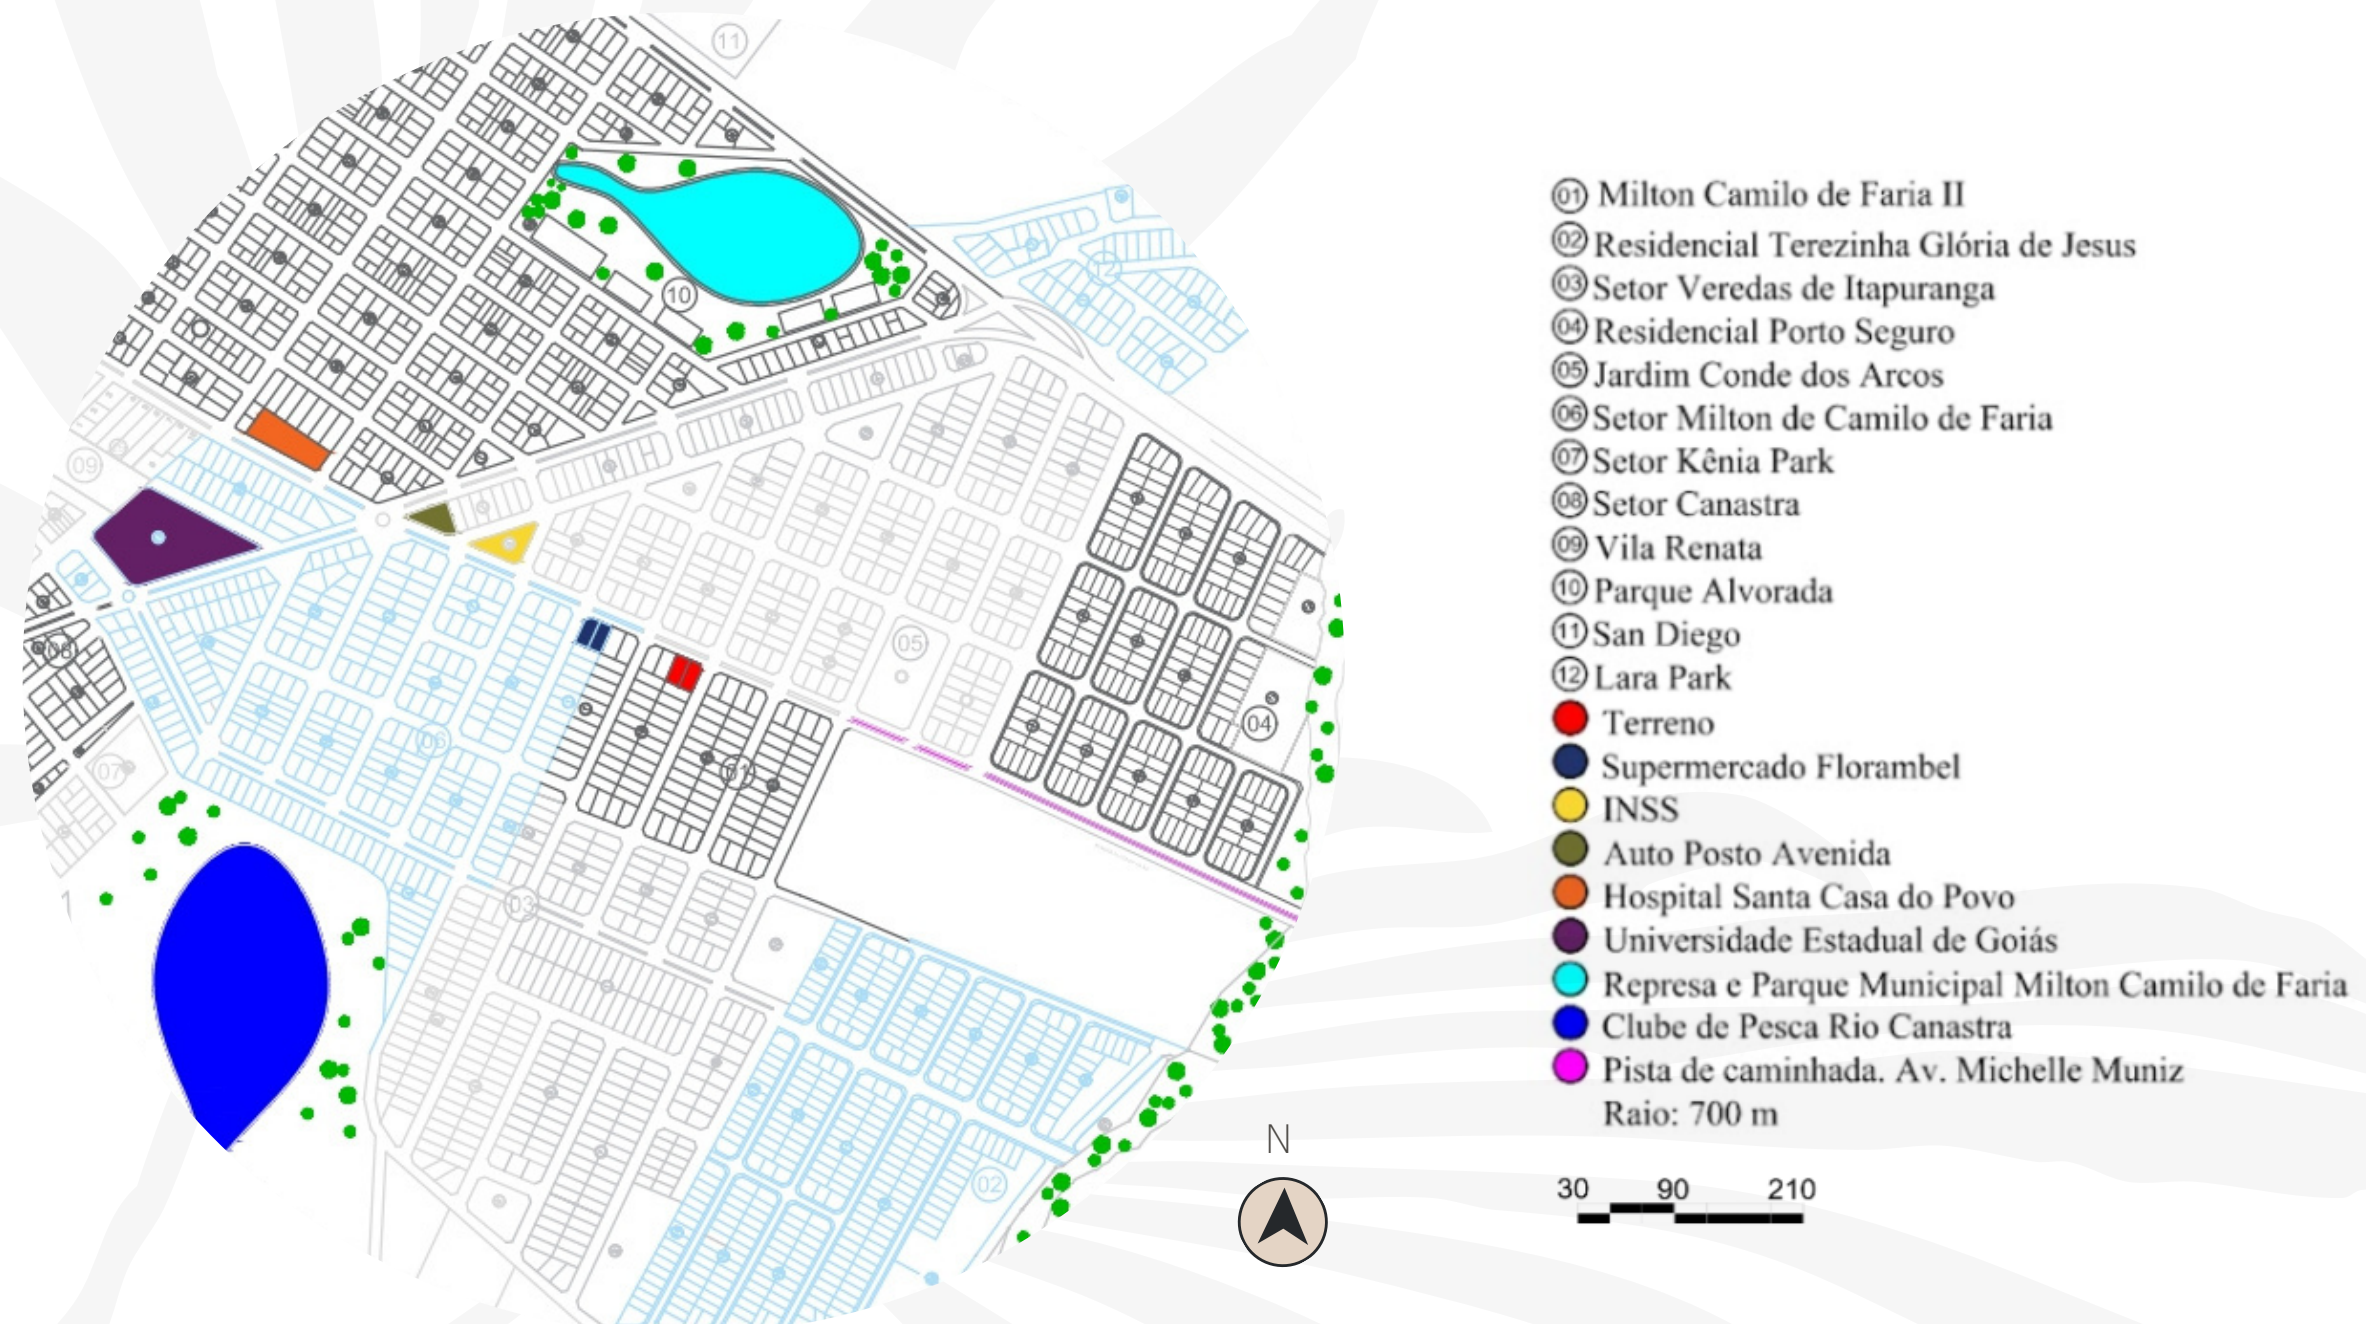 11
12
10
09
05
08
04
06
07
01
03
02
N
01 Milton Camilo de Faria II
02 Residencial Terezinha Glória de Jesus
03 Setor Veredas de Itapuranga
04 Residencial Porto Seguro
05 Jardim Conde dos Arcos
06 Setor Milton de Camilo de Faria
07 Setor Kênia Park
08 Setor Canastra
09 Vila Renata
10 Parque Alvorada
11 San Diego
12 Lara Park
Terreno
Supermercado Florambel
INSS
Auto Posto Avenida
Hospital Santa Casa do Povo
Universidade Estadual de Goiás
Represa e Parque Municipal Milton Camilo de Faria
Clube de Pesca Rio Canastra
Pista de caminhada. Av. Michelle Muniz
Raio: 700 m
30 90 210